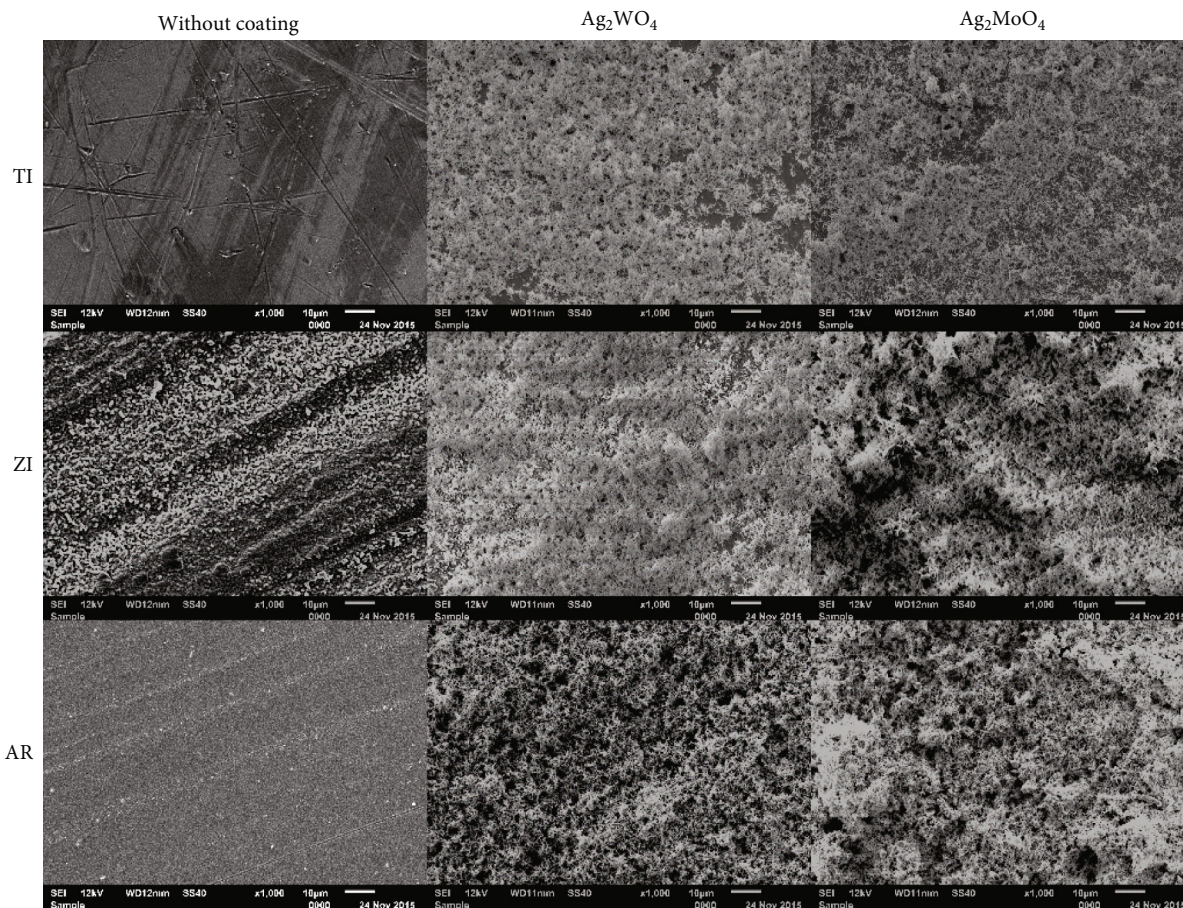 Without coating
Ag₂WO₄
Ag₂MoO₄
TI
SEI 12kV WD12mm SS40 x1,000 10μm
Sample 0000 24 Nov 2015
SEI 12kV WD11mm SS40 x1,000 10μm
Sample 0000 24 Nov 2015
SEI 12kV WD11mm SS40 x1,000 10μm
Sample 0000 24 Nov 2015
ZI
SEI 12kV WD12mm SS40 x1,000 10μm
Sample 0000 24 Nov 2015
SEI 12kV WD11mm SS40 x1,000 10μm
Sample 0000 24 Nov 2015
SEI 12kV WD12mm SS40 x1,000 10μm
Sample 0000 24 Nov 2015
AR
SEI 12kV WD12mm SS40 x1,000 10μm
Sample 0000 24 Nov 2015
SEI 12kV WD11mm SS40 x1,000 10μm
Sample 0000 24 Nov 2015
SEI 12kV WD11mm SS40 x1,000 10μm
Sample 0000 24 Nov 2015